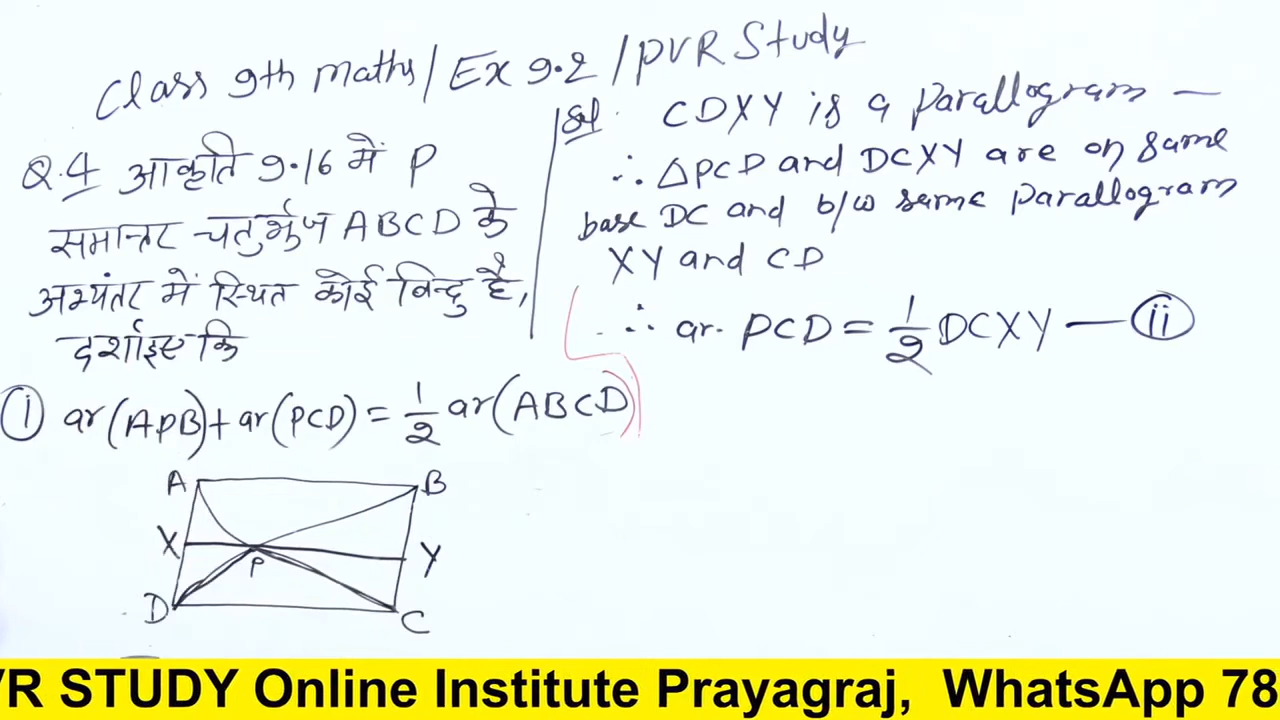 Class 9th maths/Ex 9.2/PVR Study
Q.4 आकृति 9.16 में P
समान्तर चतुर्भुज ABCD के
अभ्यंतर में स्थित कोई विन्दु है,
दर्शाइए कि
① ar(APB)+ar(PCD)=1/2 ar(ABCD)
A B
X P Y
D C
Sol. CDXY is a Parallogram —
∴ △PCD and DCXY are on same
base DC and b/w same Parallogram
XY and CD
∴ ar. PCD = 1/2 DCXY — ⓘⓘ
VR STUDY Online Institute Prayagraj, WhatsApp 78